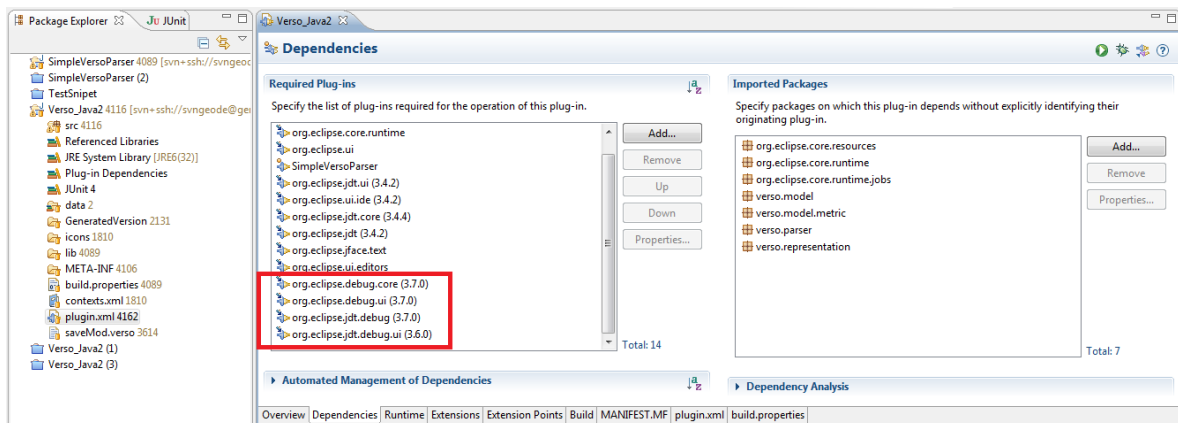 Package Explorer
JUnit
SimpleVersoParser 4089 [svn+ssh://svngeoc
SimpleVersoParser (2)
TestSnipet
Verso_Java2 4116 [svn+ssh://svngeode@ge
src 4116
Referenced Libraries
JRE System Library [JRE6(32)]
Plug-in Dependencies
JUnit 4
data 2
GeneratedVersion 2131
icons 1810
lib 4089
META-INF 4106
build.properties 4089
contexts.xml 1810
plugin.xml 4162
saveMod.verso 3614
Verso_Java2 (1)
Verso_Java2 (3)
Verso_Java2
Dependencies
Required Plug-ins
Specify the list of plug-ins required for the operation of this plug-in.
org.eclipse.core.runtime
org.eclipse.ui
SimpleVersoParser
org.eclipse.jdt.ui (3.4.2)
org.eclipse.ui.ide (3.4.2)
org.eclipse.jdt.core (3.4.4)
org.eclipse.jdt (3.4.2)
org.eclipse.jface.text
org.eclipse.ui.editors
org.eclipse.debug.core (3.7.0)
org.eclipse.debug.ui (3.7.0)
org.eclipse.jdt.debug (3.7.0)
org.eclipse.jdt.debug.ui (3.6.0)
Add...
Remove
Up
Down
Properties...
Total: 14
Automated Management of Dependencies
Imported Packages
Specify packages on which this plug-in depends without explicitly identifying their
originating plug-in.
org.eclipse.core.resources
org.eclipse.core.runtime
org.eclipse.core.runtime.jobs
verso.model
verso.model.metric
verso.parser
verso.representation
Add...
Remove
Properties...
Total: 7
Dependency Analysis
Overview Dependencies Runtime Extensions Extension Points Build MANIFEST.MF plugin.xml build.properties